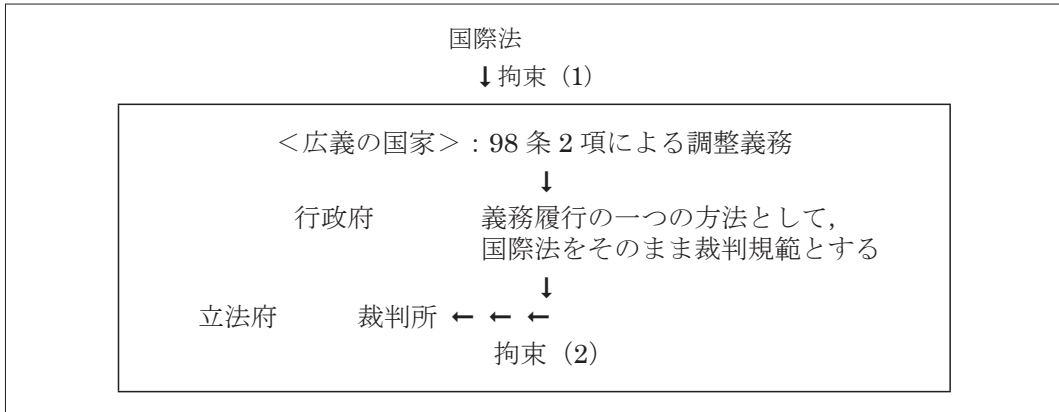 国際法
↓拘束（1）
＜広義の国家＞：98 条 2 項による調整義務
↓
行政府　義務履行の一つの方法として，
国際法をそのまま裁判規範とする
↓
立法府　裁判所 ← ← ←
拘束（2）